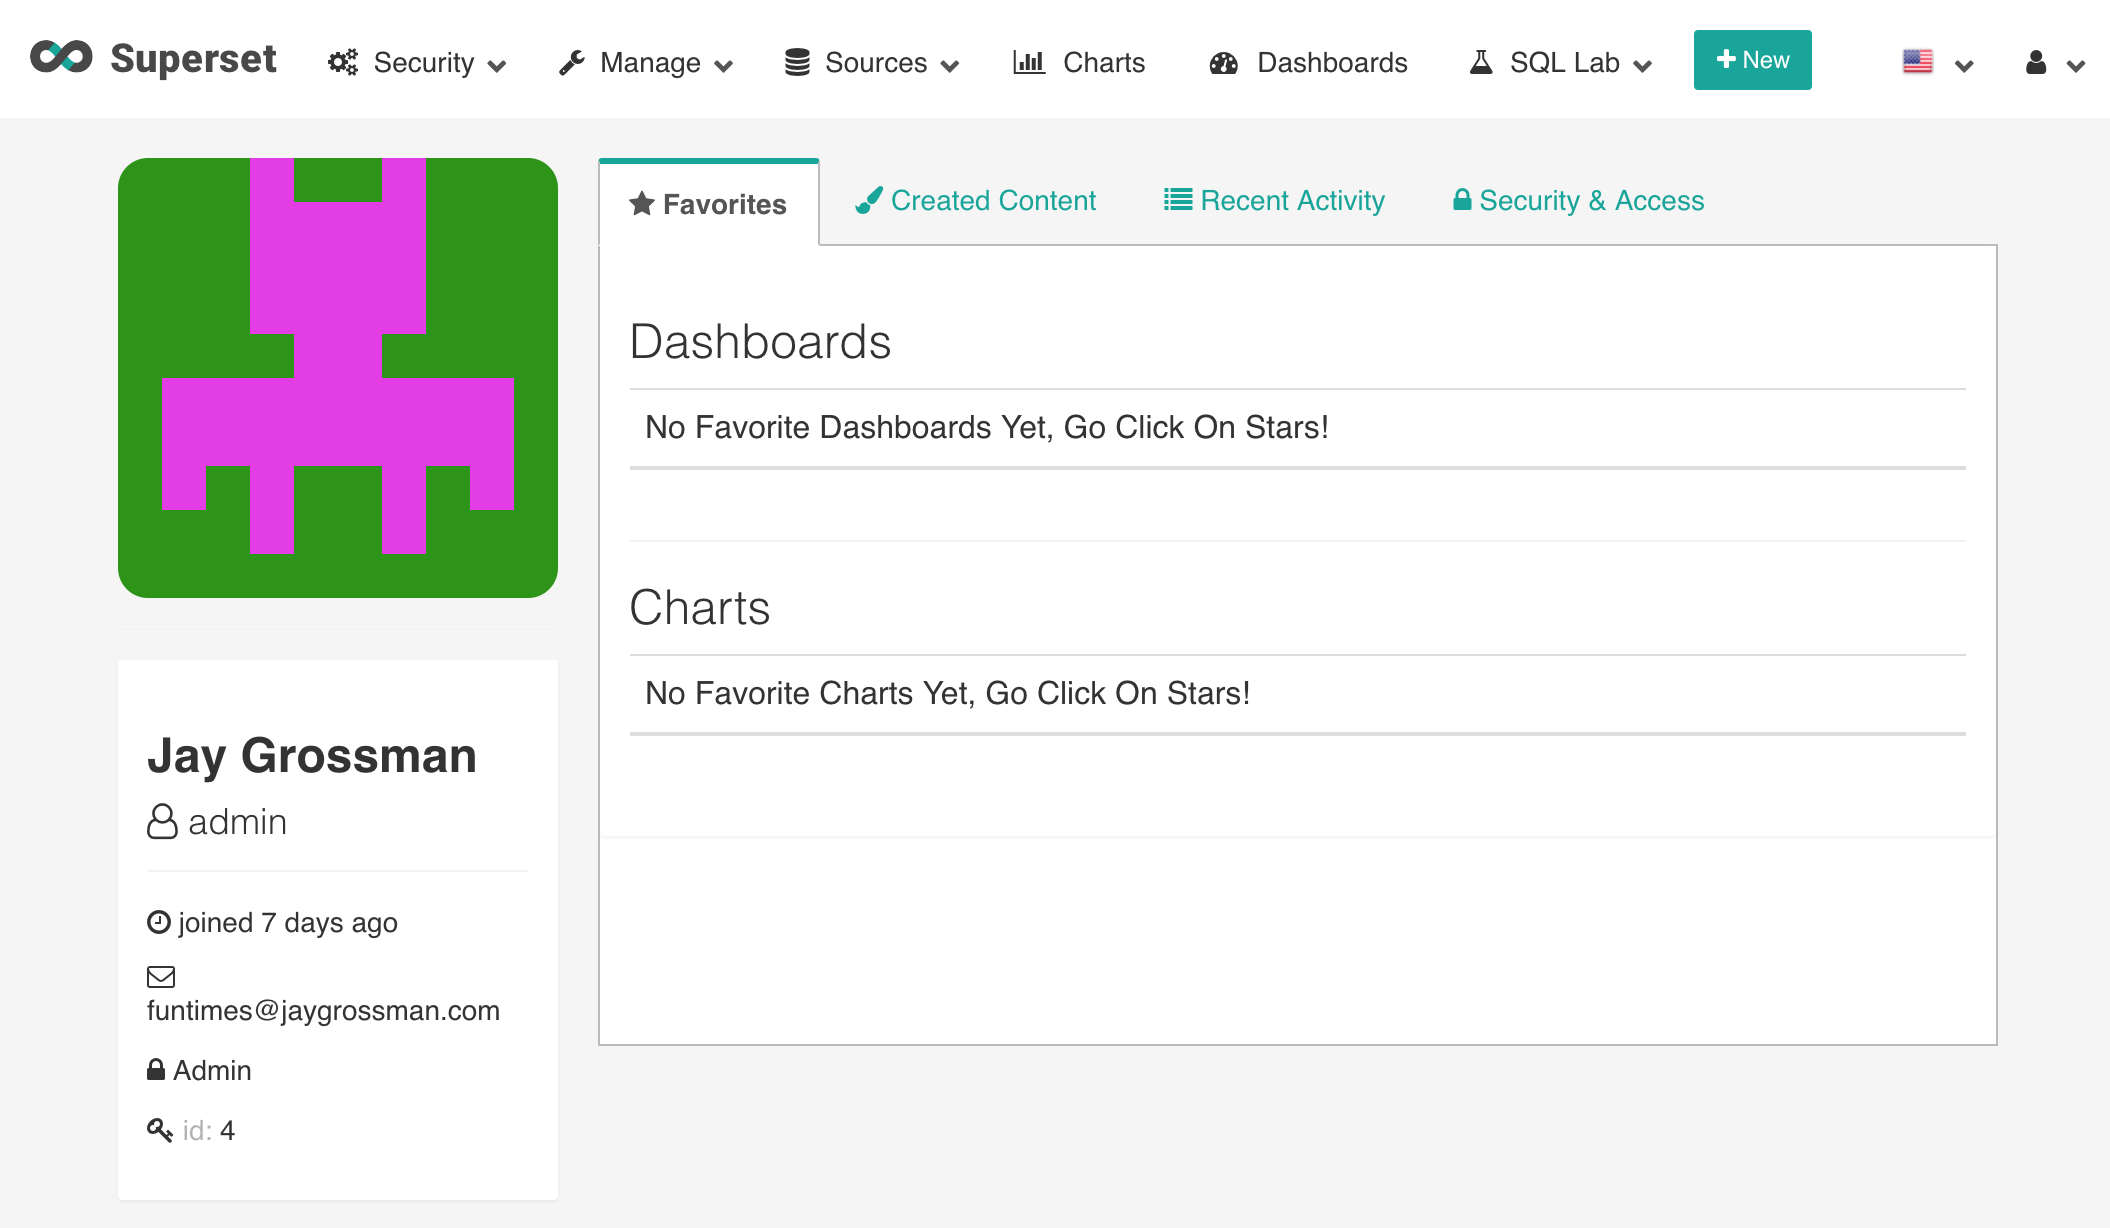 Superset Security Manage Sources Charts Dashboards SQL Lab New
Favorites Created Content Recent Activity Security & Access
Dashboards
No Favorite Dashboards Yet, Go Click On Stars!
Charts
No Favorite Charts Yet, Go Click On Stars!
Jay Grossman
admin
joined 7 days ago
funtimes@jaygrossman.com
Admin
id: 4